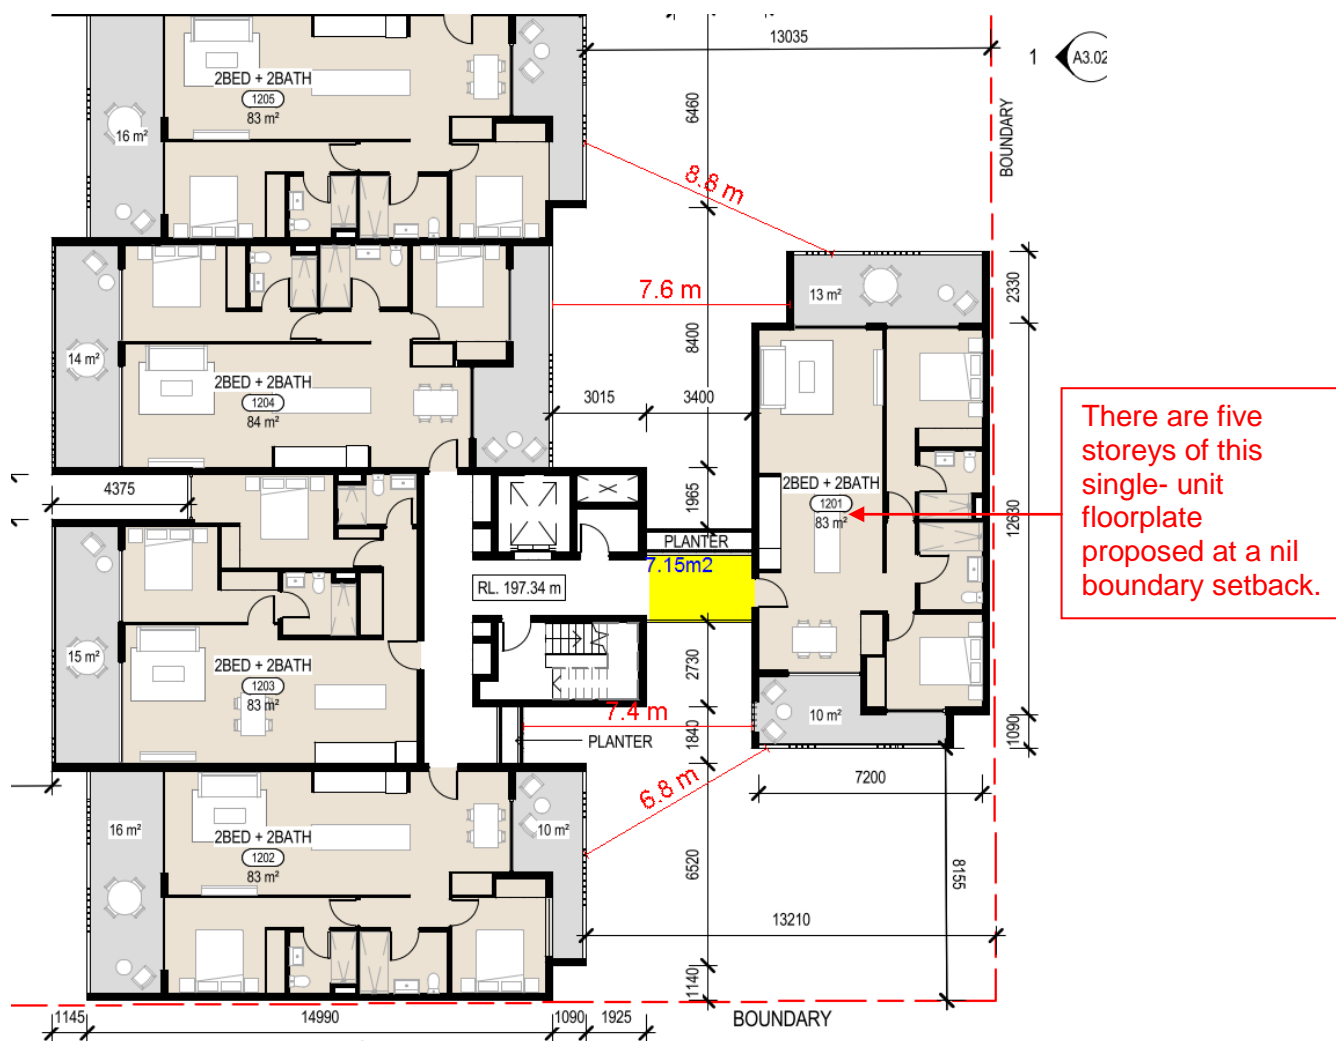 13035
1
A3.02
BOUNDARY
6460
2BED + 2BATH
1205
83 m²
16 m²
8.8 m
2330
13 m²
7.6 m
8400
14 m²
2BED + 2BATH
1204
84 m²
3015
3400
There are five
storeys of this
single- unit
floorplate
proposed at a nil
boundary setback.
4375
1965
2BED + 2BATH
1201
83 m²
12630
PLANTER
7.15m2
RL. 197.34 m
15 m²
2BED + 2BATH
1203
83 m²
2730
7.4 m
10 m²
1840
PLANTER
1090
7200
6.8 m
16 m²
2BED + 2BATH
1202
83 m²
10 m²
6520
8155
13210
1140
1145
14990
1090
1925
BOUNDARY